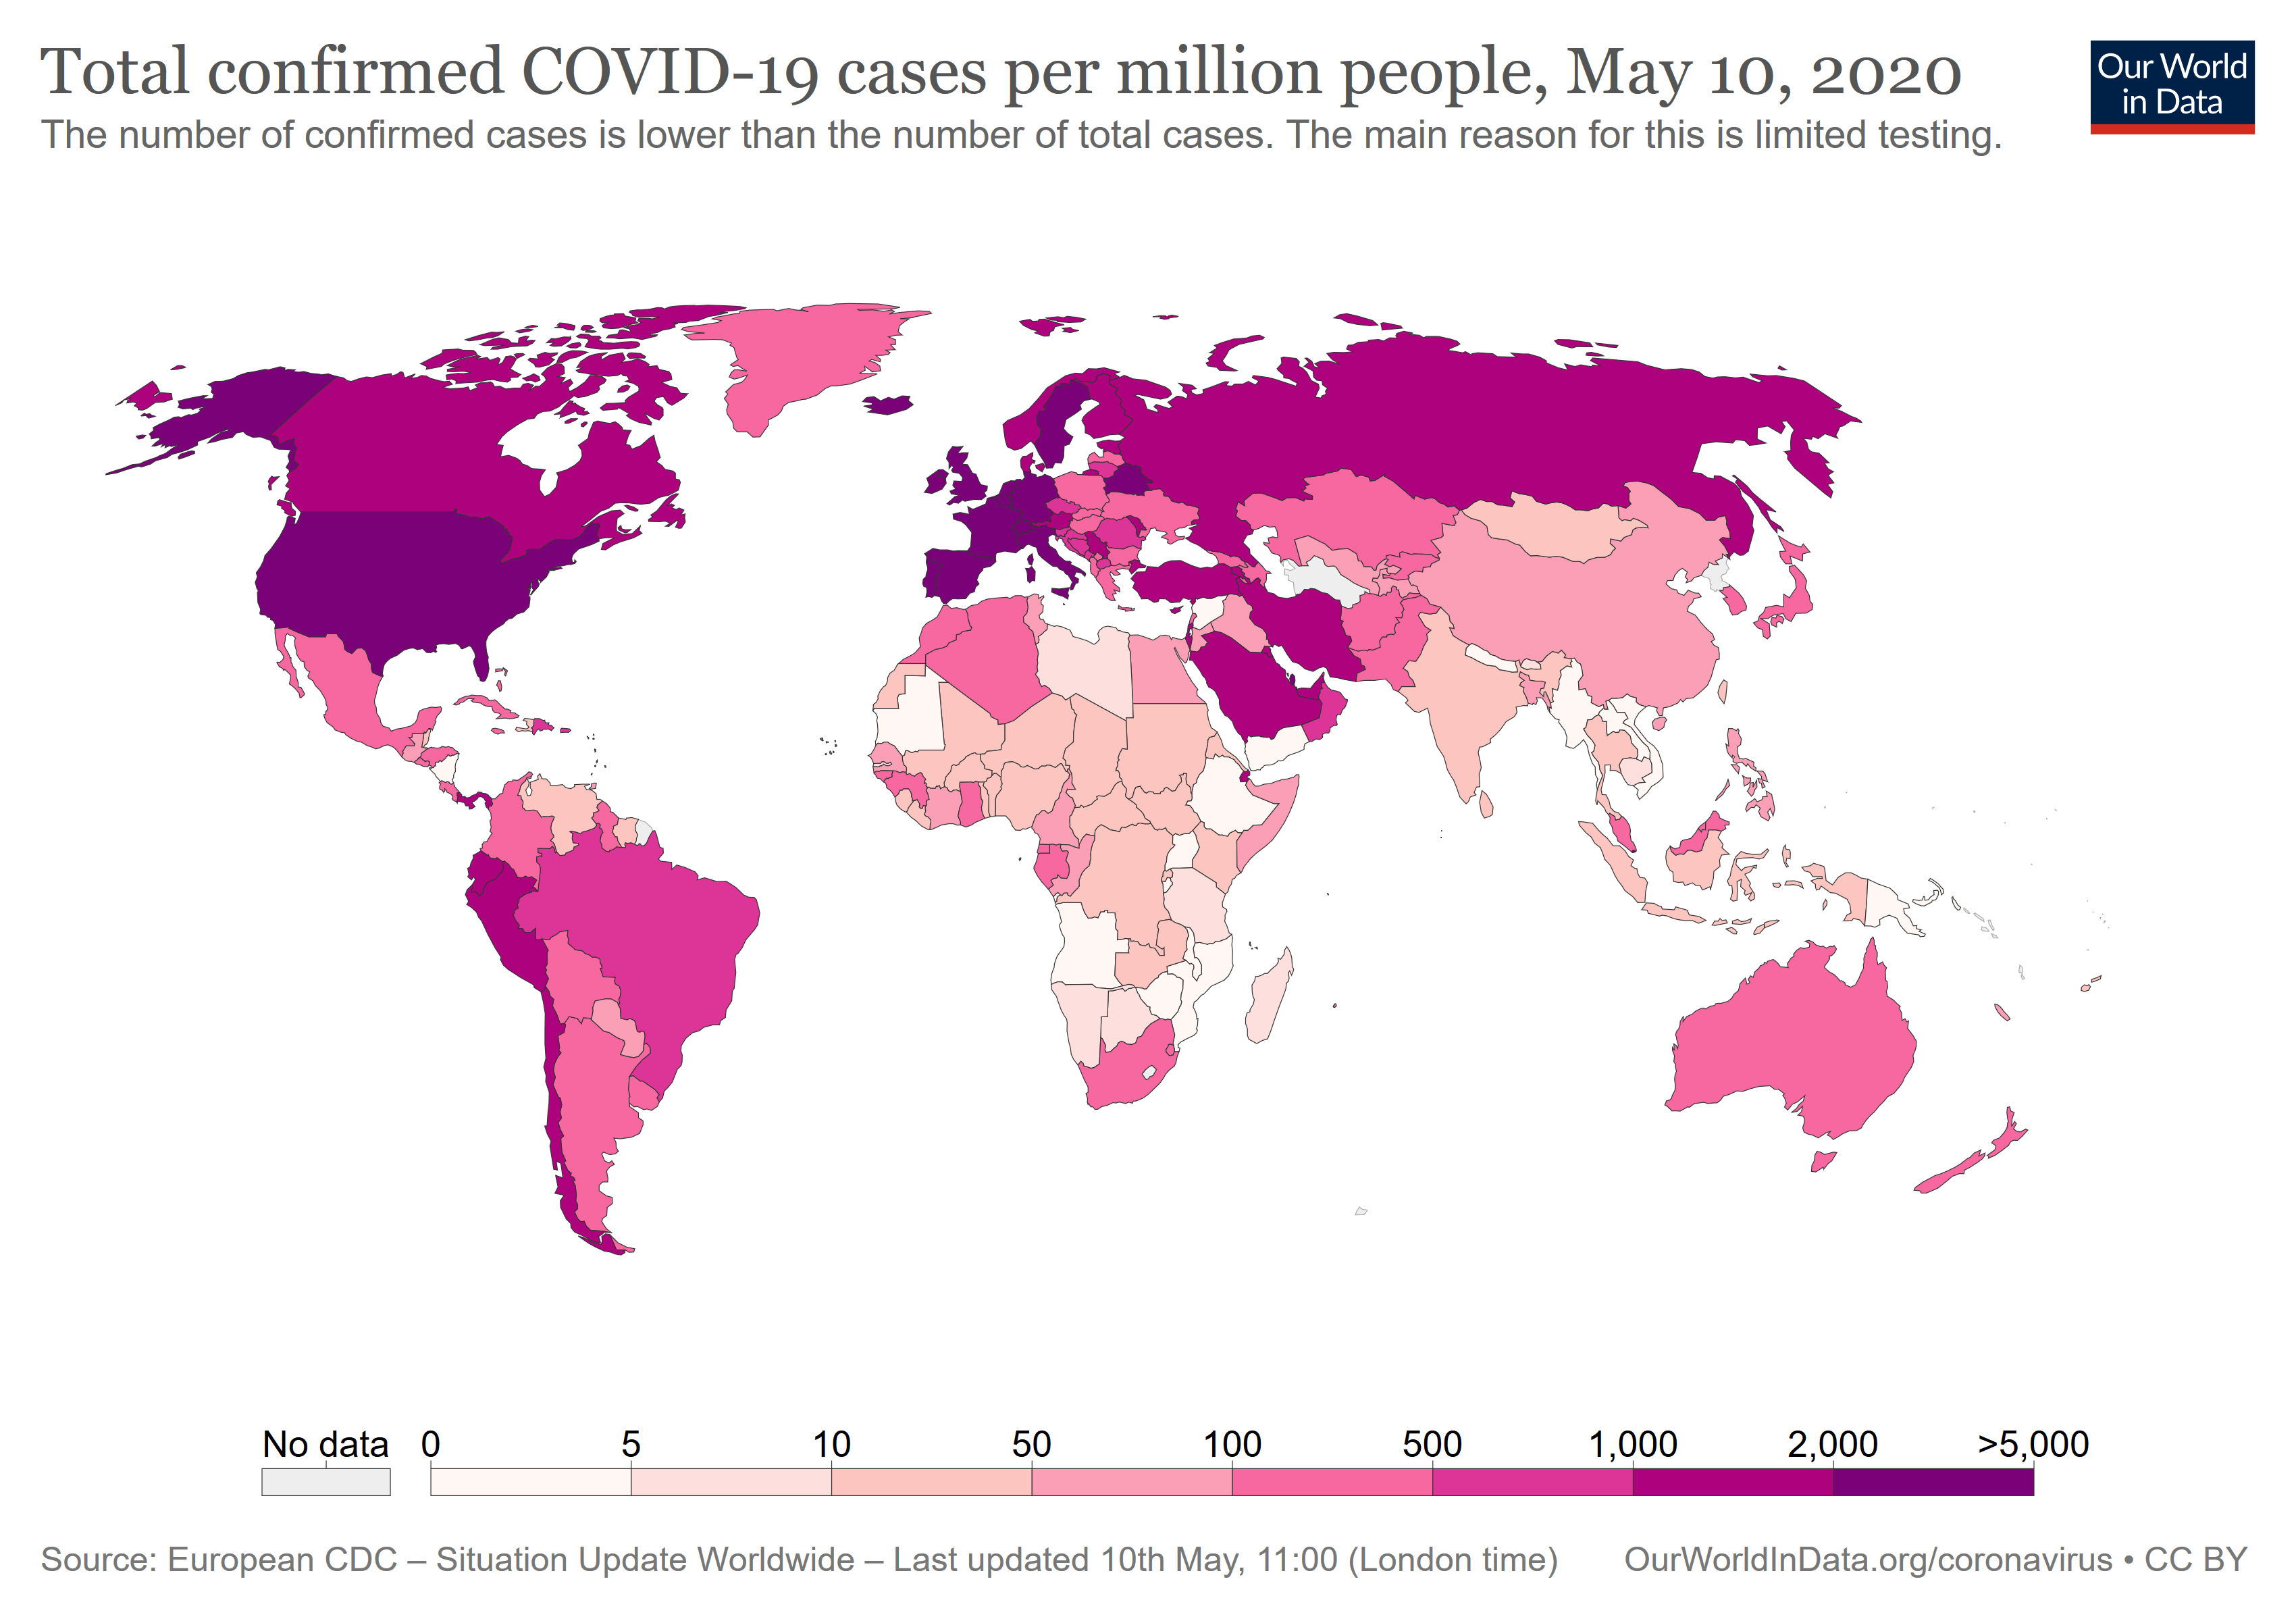 Total confirmed COVID-19 cases per million people, May 10, 2020
The number of confirmed cases is lower than the number of total cases. The main reason for this is limited testing.
Our World
in Data
No data 0 5 10 50 100 500 1,000 2,000 >5,000
Source: European CDC – Situation Update Worldwide – Last updated 10th May, 11:00 (London time) OurWorldInData.org/coronavirus • CC BY